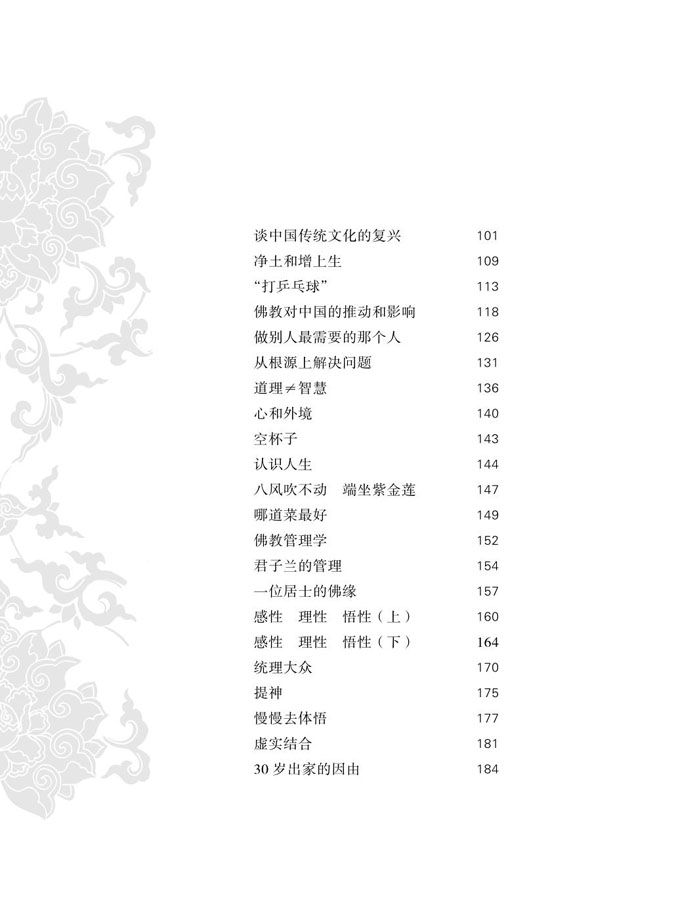 谈中国传统文化的复兴 101
净土和增上生 109
“打乒乓球” 113
佛教对中国的推动和影响 118
做别人最需要的那个人 126
从根源上解决问题 131
道理≠智慧 136
心和外境 140
空杯子 143
认识人生 144
八风吹不动　端坐紫金莲 147
哪道菜最好 149
佛教管理学 152
君子兰的管理 154
一位居士的佛缘 157
感性　理性　悟性（上） 160
感性　理性　悟性（下） 164
统理大众 170
提神 175
慢慢去体悟 177
虚实结合 181
30 岁出家的因由 184